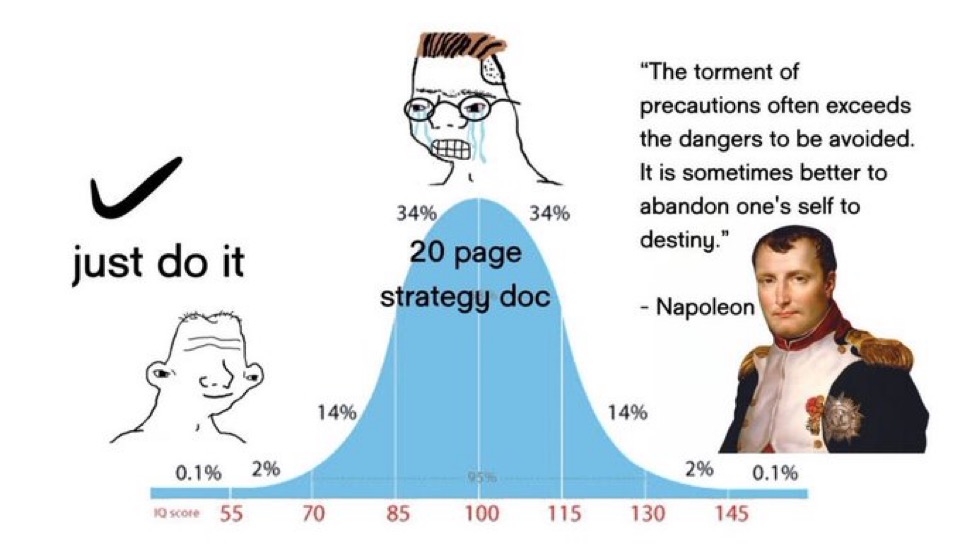 “The torment of
precautions often exceeds
the dangers to be avoided.
It is sometimes better to
abandon one's self to
destiny.”
- Napoleon
just do it
34%
34%
20 page
strategy doc
14%
14%
0.1%
2%
95%
2%
0.1%
IQ score
55
70
85
100
115
130
145